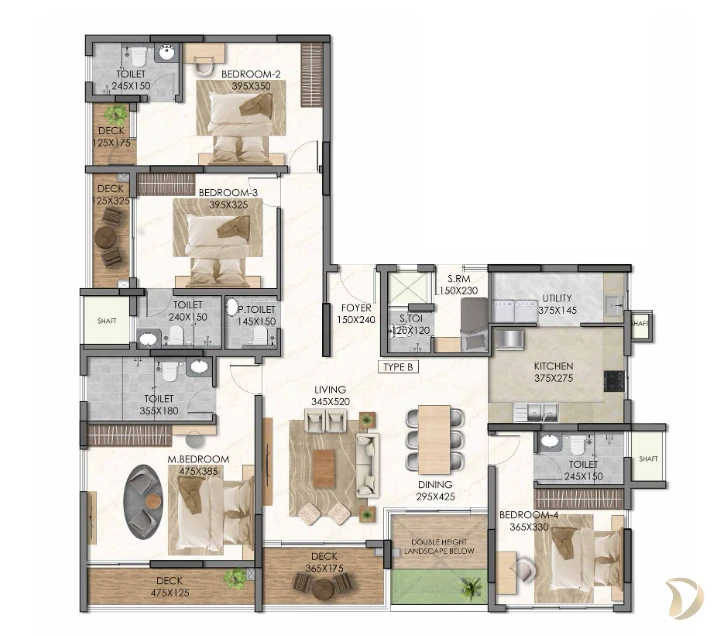 TOILET
245X150
BEDROOM-2
395X350
DECK
125X175
DECK
125X325
BEDROOM-3
395X325
SHAFT
TOILET
240X150
P.TOILET
145X150
FOYER
150X240
S.RM
150X230
S.TOI
120X120
UTILITY
375X145
SHAFT
TYPE B
KITCHEN
375X275
TOILET
355X180
LIVING
345X520
M.BEDROOM
475X385
DINING
295X425
TOILET
245X150
SHAFT
BEDROOM-4
365X330
DOUBLE HEIGHT
LANDSCAPE BELOW
DECK
475X125
DECK
365X175